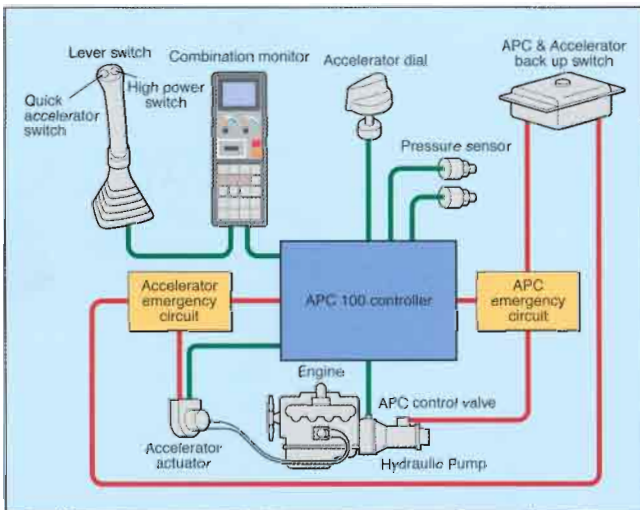 Lever switch
Combination monitor
Accelerator dial
APC & Accelerator
back up switch
Quick
accelerator
switch
High power
switch
Pressure sensor
Accelerator
emergency
circuit
APC 100 controller
APC
emergency
circuit
Engine
APC control valve
Accelerator
actuator
Hydraulic Pump